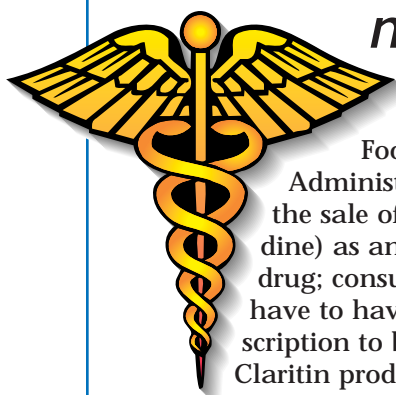 n
Foo
Administ
the sale of
dine) as an
drug; consu
have to hav
scription to b
Claritin prod